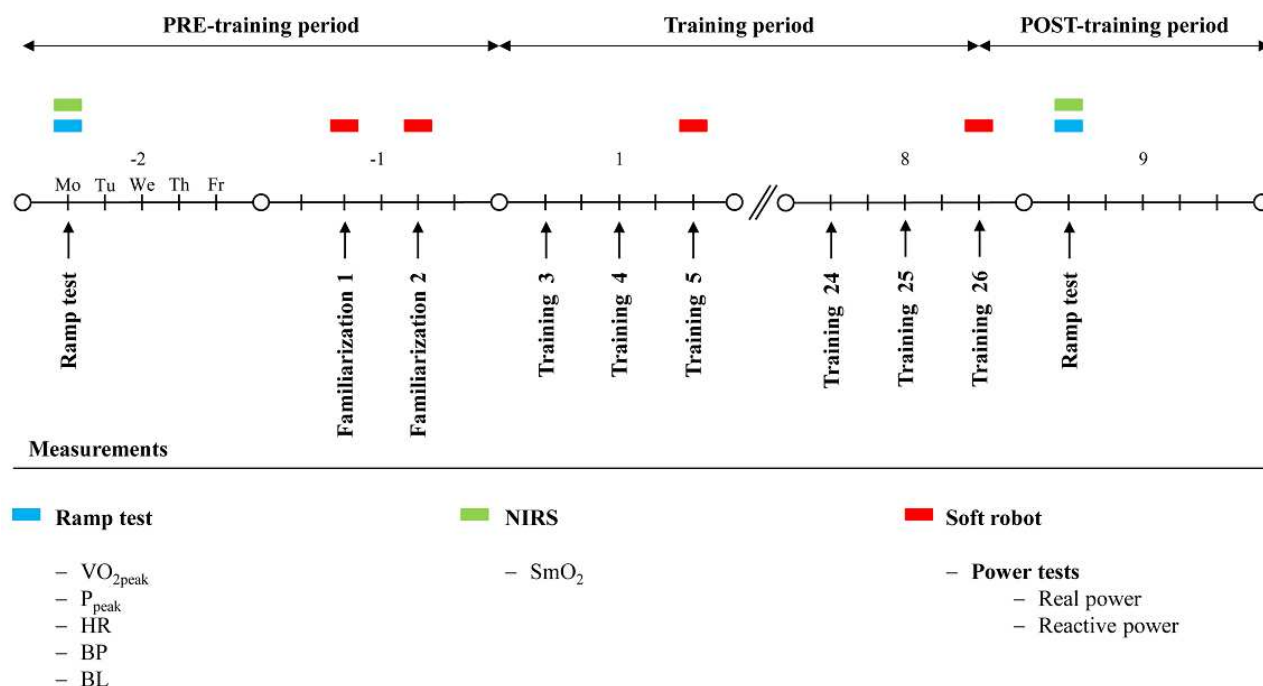 PRE-training period Training period POST-training period
-2 -1 1 8 9
Mo Tu We Th Fr
Ramp test
Familiarization 1
Familiarization 2
Training 3
Training 4
Training 5
Training 24
Training 25
Training 26
Ramp test
Measurements
Ramp test
– VO2peak
– Ppeak
– HR
– BP
– BL
NIRS
– SmO2
Soft robot
– Power tests
– Real power
– Reactive power